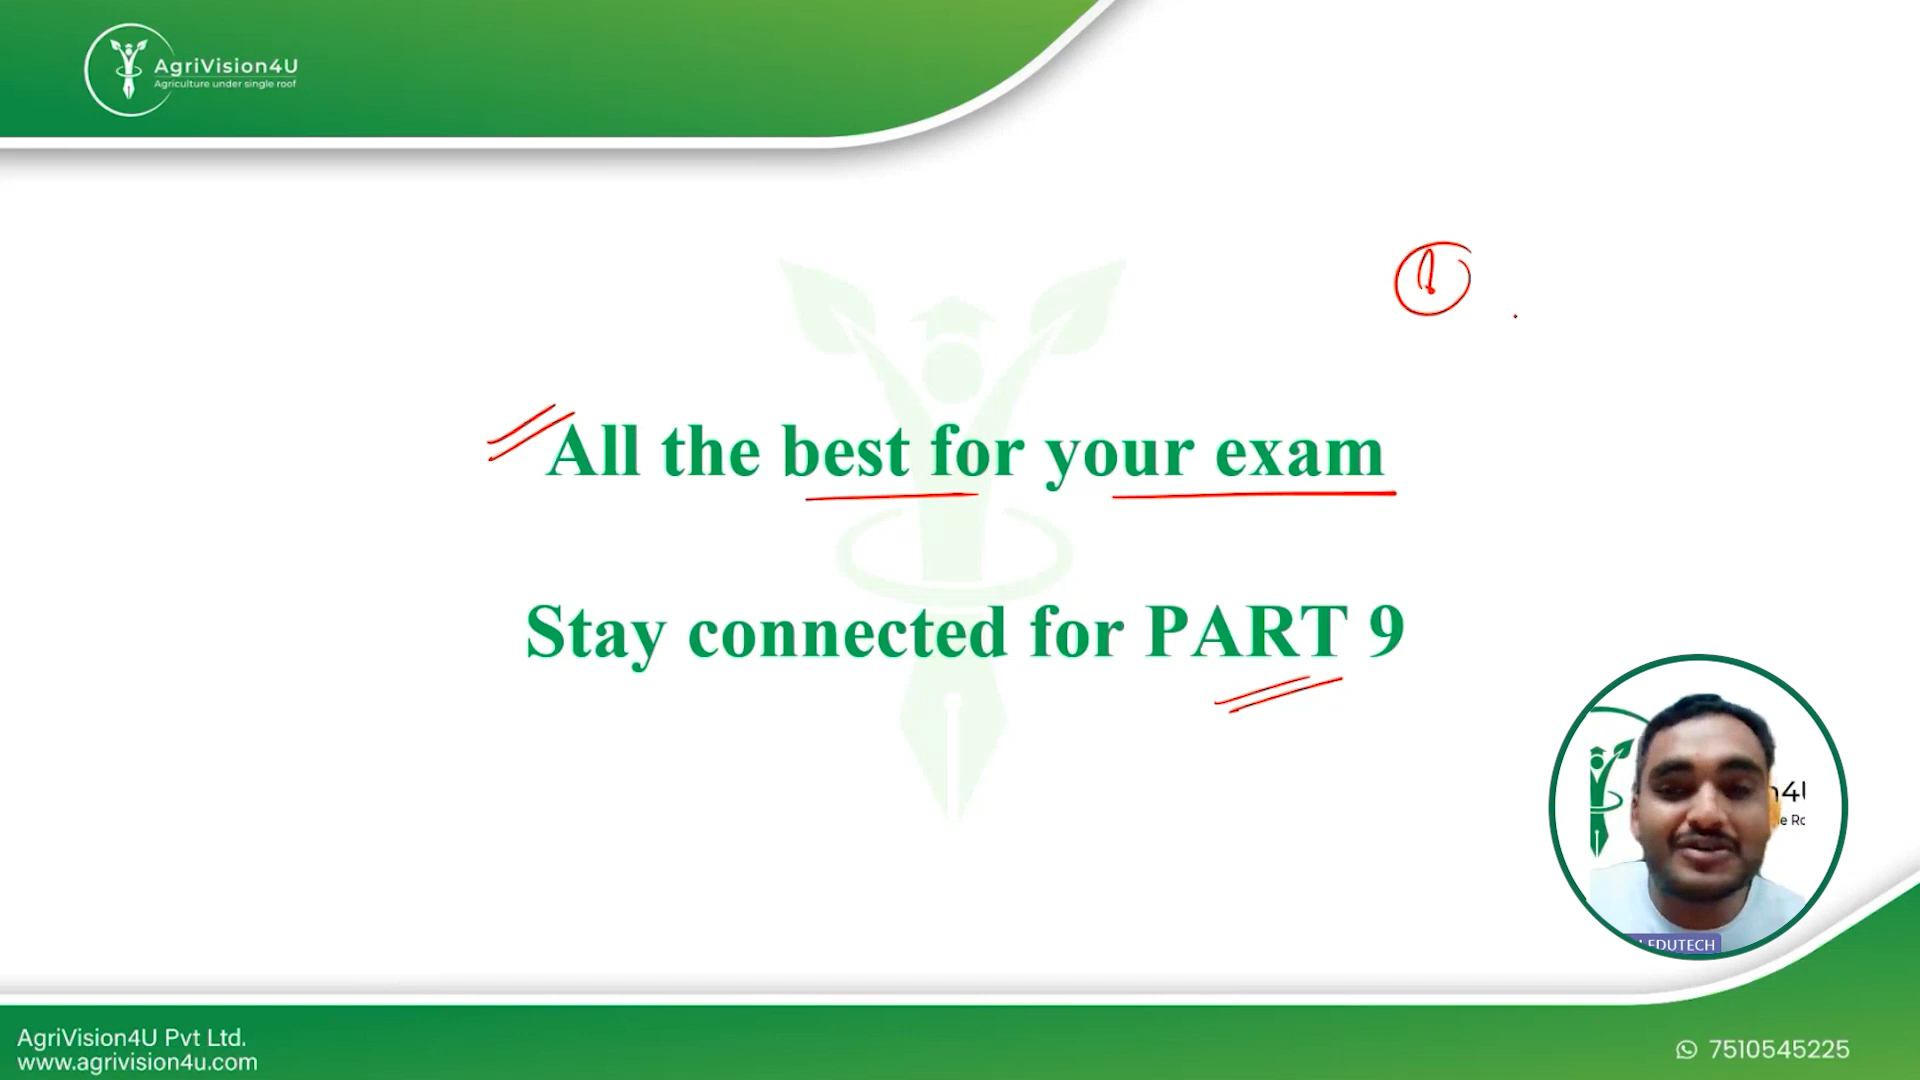 AgriVision4U
Agriculture under single roof
All the best for your exam
Stay connected for PART 9
EDUTECH
AgriVision4U Pvt Ltd.
www.agrivision4u.com
7510545225